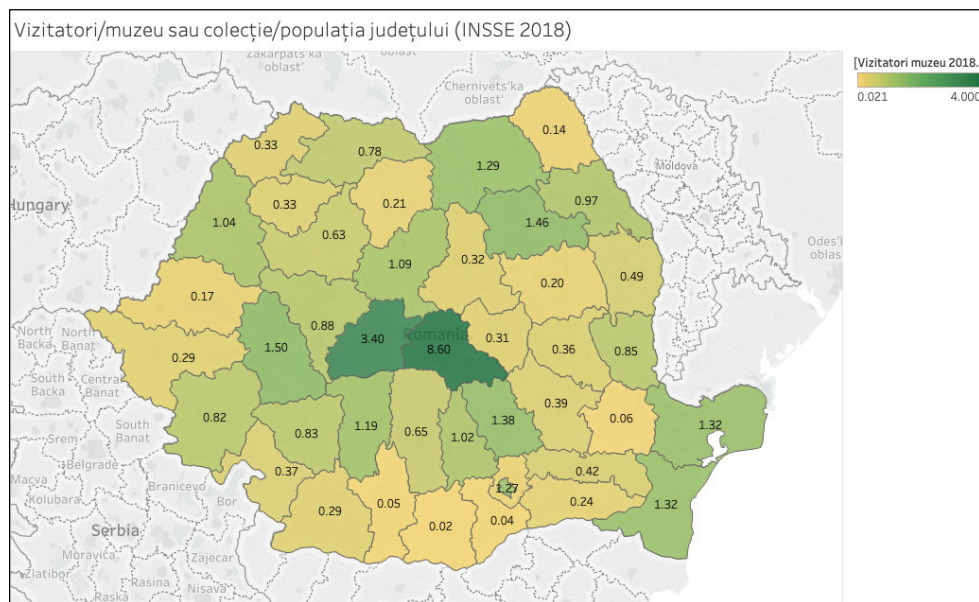 Vizitatori/muzeu sau colecție/populația județului (INSSE 2018)
[Vizitatori muzeu 2018.
0.021 4.000
Zakarpats'ka
oblast'
Chernivets'ka
oblast'
0.14
0.33
0.78
1.29
Moldova
0.33
0.21
0.97
Hungary
1.04
0.63
1.46
1.09
0.32
0.20
0.49
0.17
0.88
3.40
Romania
8.60
0.31
0.36
0.85
North
Backa
North
Banat
0.29
1.50
South
Backa
Central
Banat
0.82
0.83
1.19
0.65
1.02
1.38
0.39
0.06
1.32
Srem
South
Banat
Belgrade
Macva
Kolubara
Branicevo
Bor
0.37
0.42
1.27
0.29
0.05
0.02
0.04
0.24
1.32
Serbia
Moravica
Zajecar
Zlatibor
Rasina
Nisava
Raska